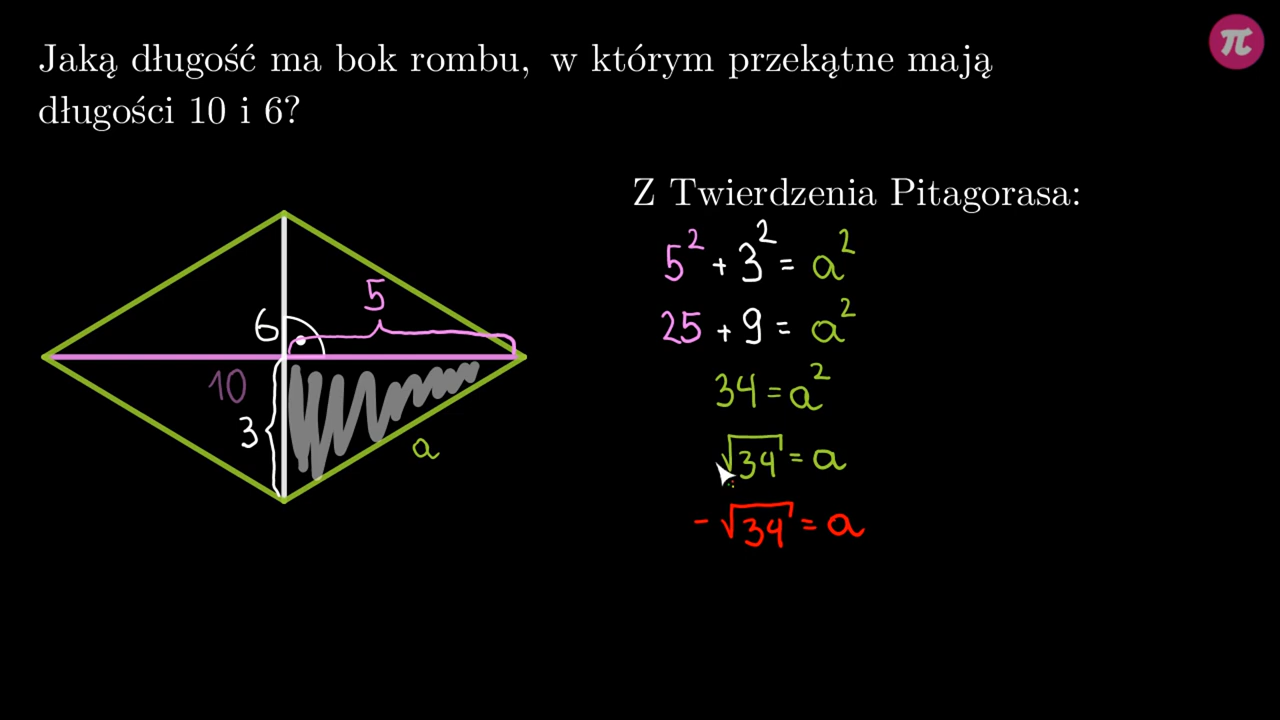 π
Jaką długość ma bok rombu, w którym przekątne mają
długości 10 i 6?
Z Twierdzenia Pitagorasa:
5² + 3² = a²
25 + 9 = a²
34 = a²
√34 = a
-√34 = a
5
6
10
3
a